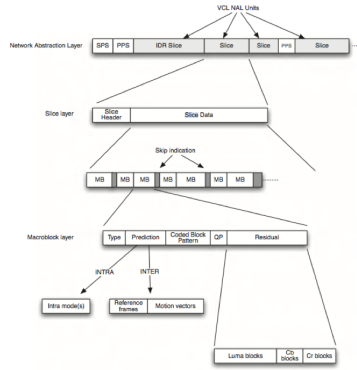 VCL NAL Units
Network Abstraction Layer
SPS PPS IDR Slice Slice Slice PPS Slice
Slice layer
Slice Header Slice Data
Skip indication
MB MB MB MB MB MB MB
Macroblock layer
Type Prediction Coded Block Pattern QP Residual
INTRA INTER
Intra mode(s)
Reference frames Motion vectors
Luma blocks Cb blocks Cr blocks